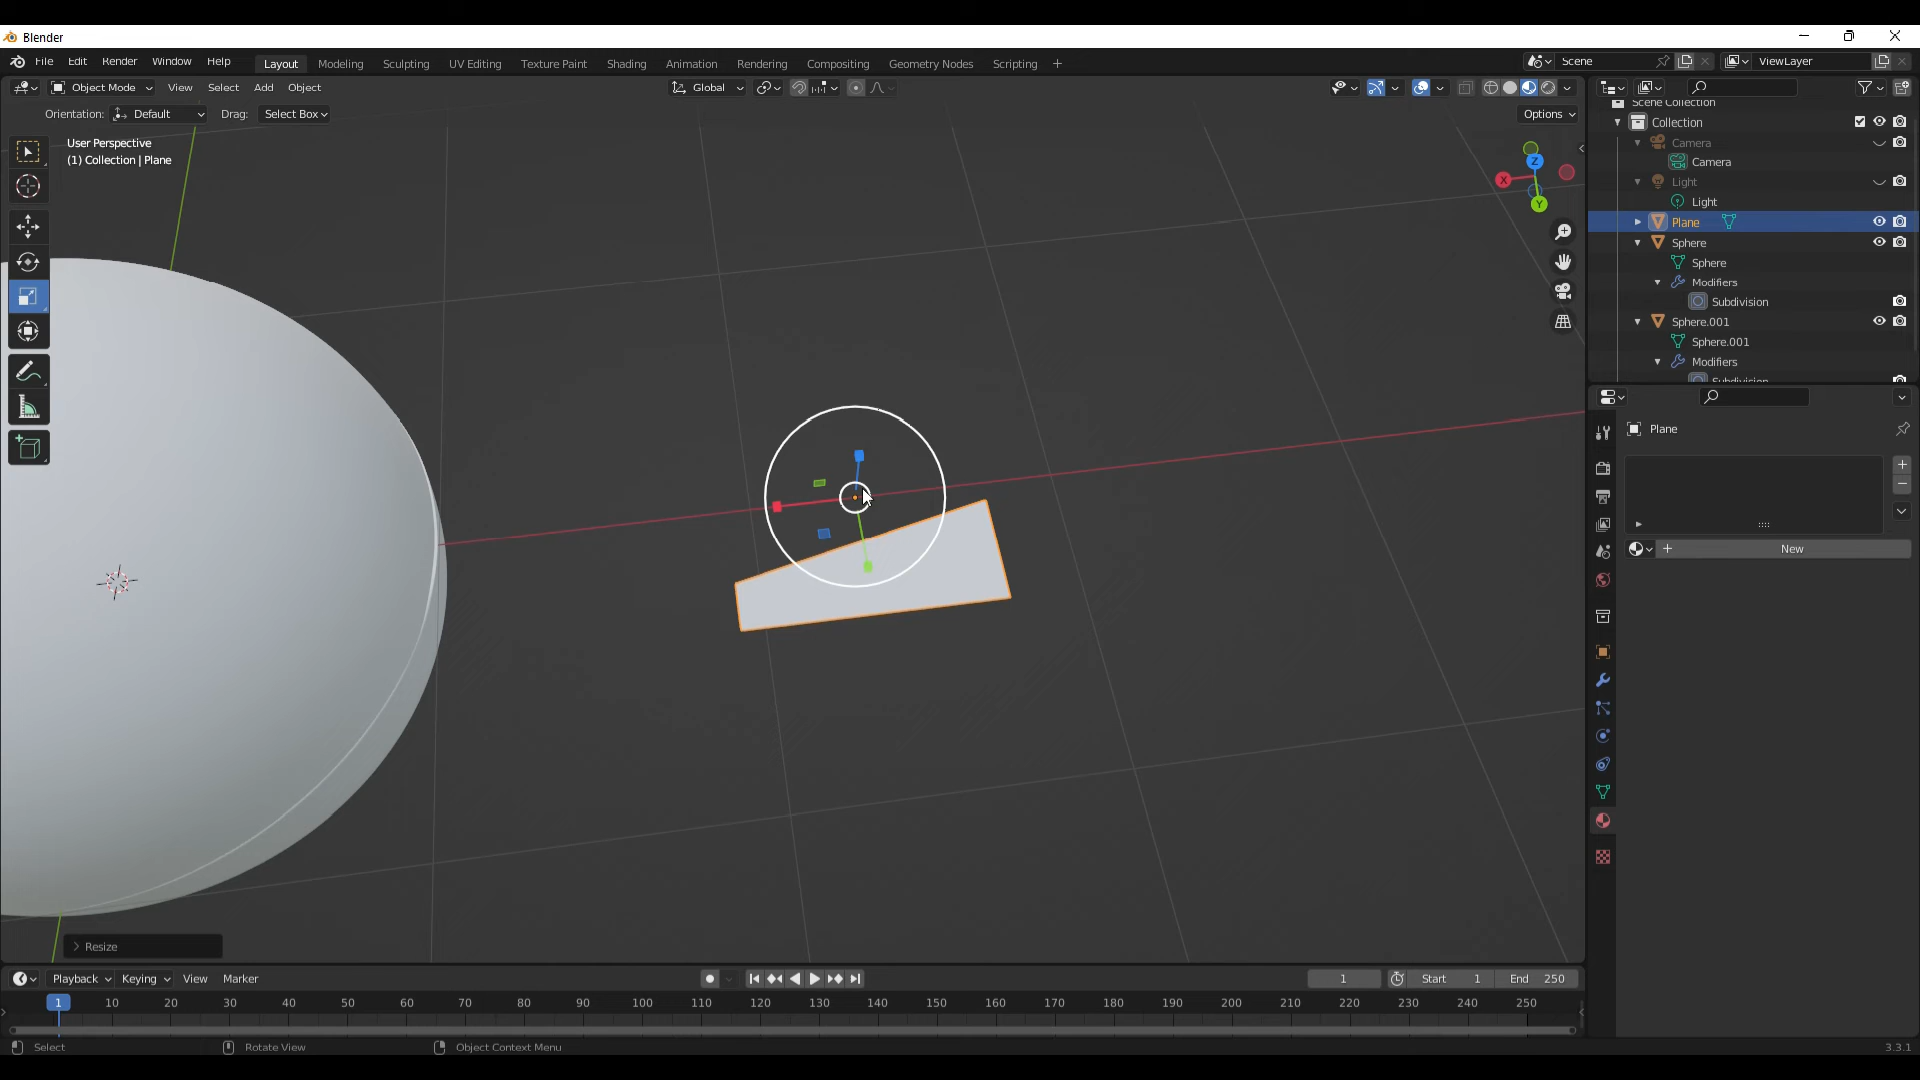 Blender
File Edit Render Window Help Layout Modeling Sculpting UV Editing Texture Paint Shading Animation Rendering Compositing Geometry Nodes Scripting + Scene ViewLayer
Object Mode View Select Add Object Global
Orientation: Default Drag: Select Box Options
User Perspective
(1) Collection | Plane
X Z Y
Scene Collection
Collection
Camera
Camera
Light
Light
Plane
Sphere
Sphere
Modifiers
Subdivision
Sphere.001
Sphere.001
Modifiers
Subdivision
Plane
New
Resize
Playback Keying View Marker 1 Start 1 End 250
1 10 20 30 40 50 60 70 80 90 100 110 120 130 140 150 160 170 180 190 200 210 220 230 240 250
Select Rotate View Object Context Menu 3.3.1